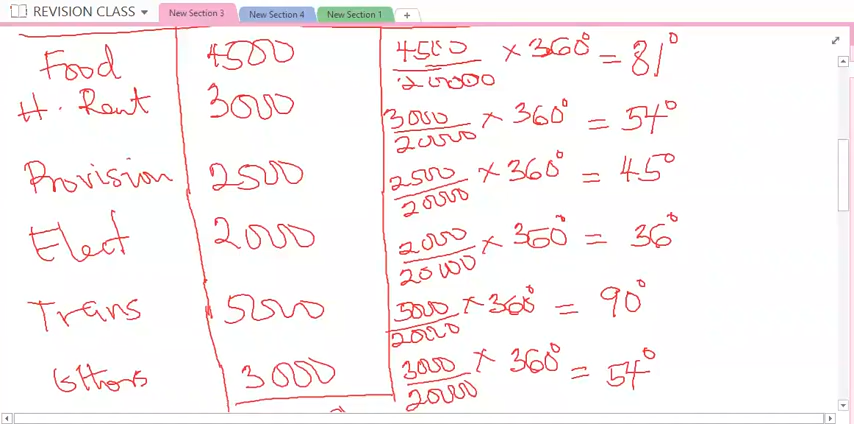 REVISION CLASS
New Section 3 New Section 4 New Section 1 +
Food 4500 4500/20000 × 360° = 81°
H. Rent 3000 3000/20000 × 360° = 54°
Provision 2500 2500/20000 × 360° = 45°
Elect 2000 2000/20000 × 360° = 36°
Trans 5000 5000/20000 × 360° = 90°
Others 3000 3000/20000 × 360° = 54°